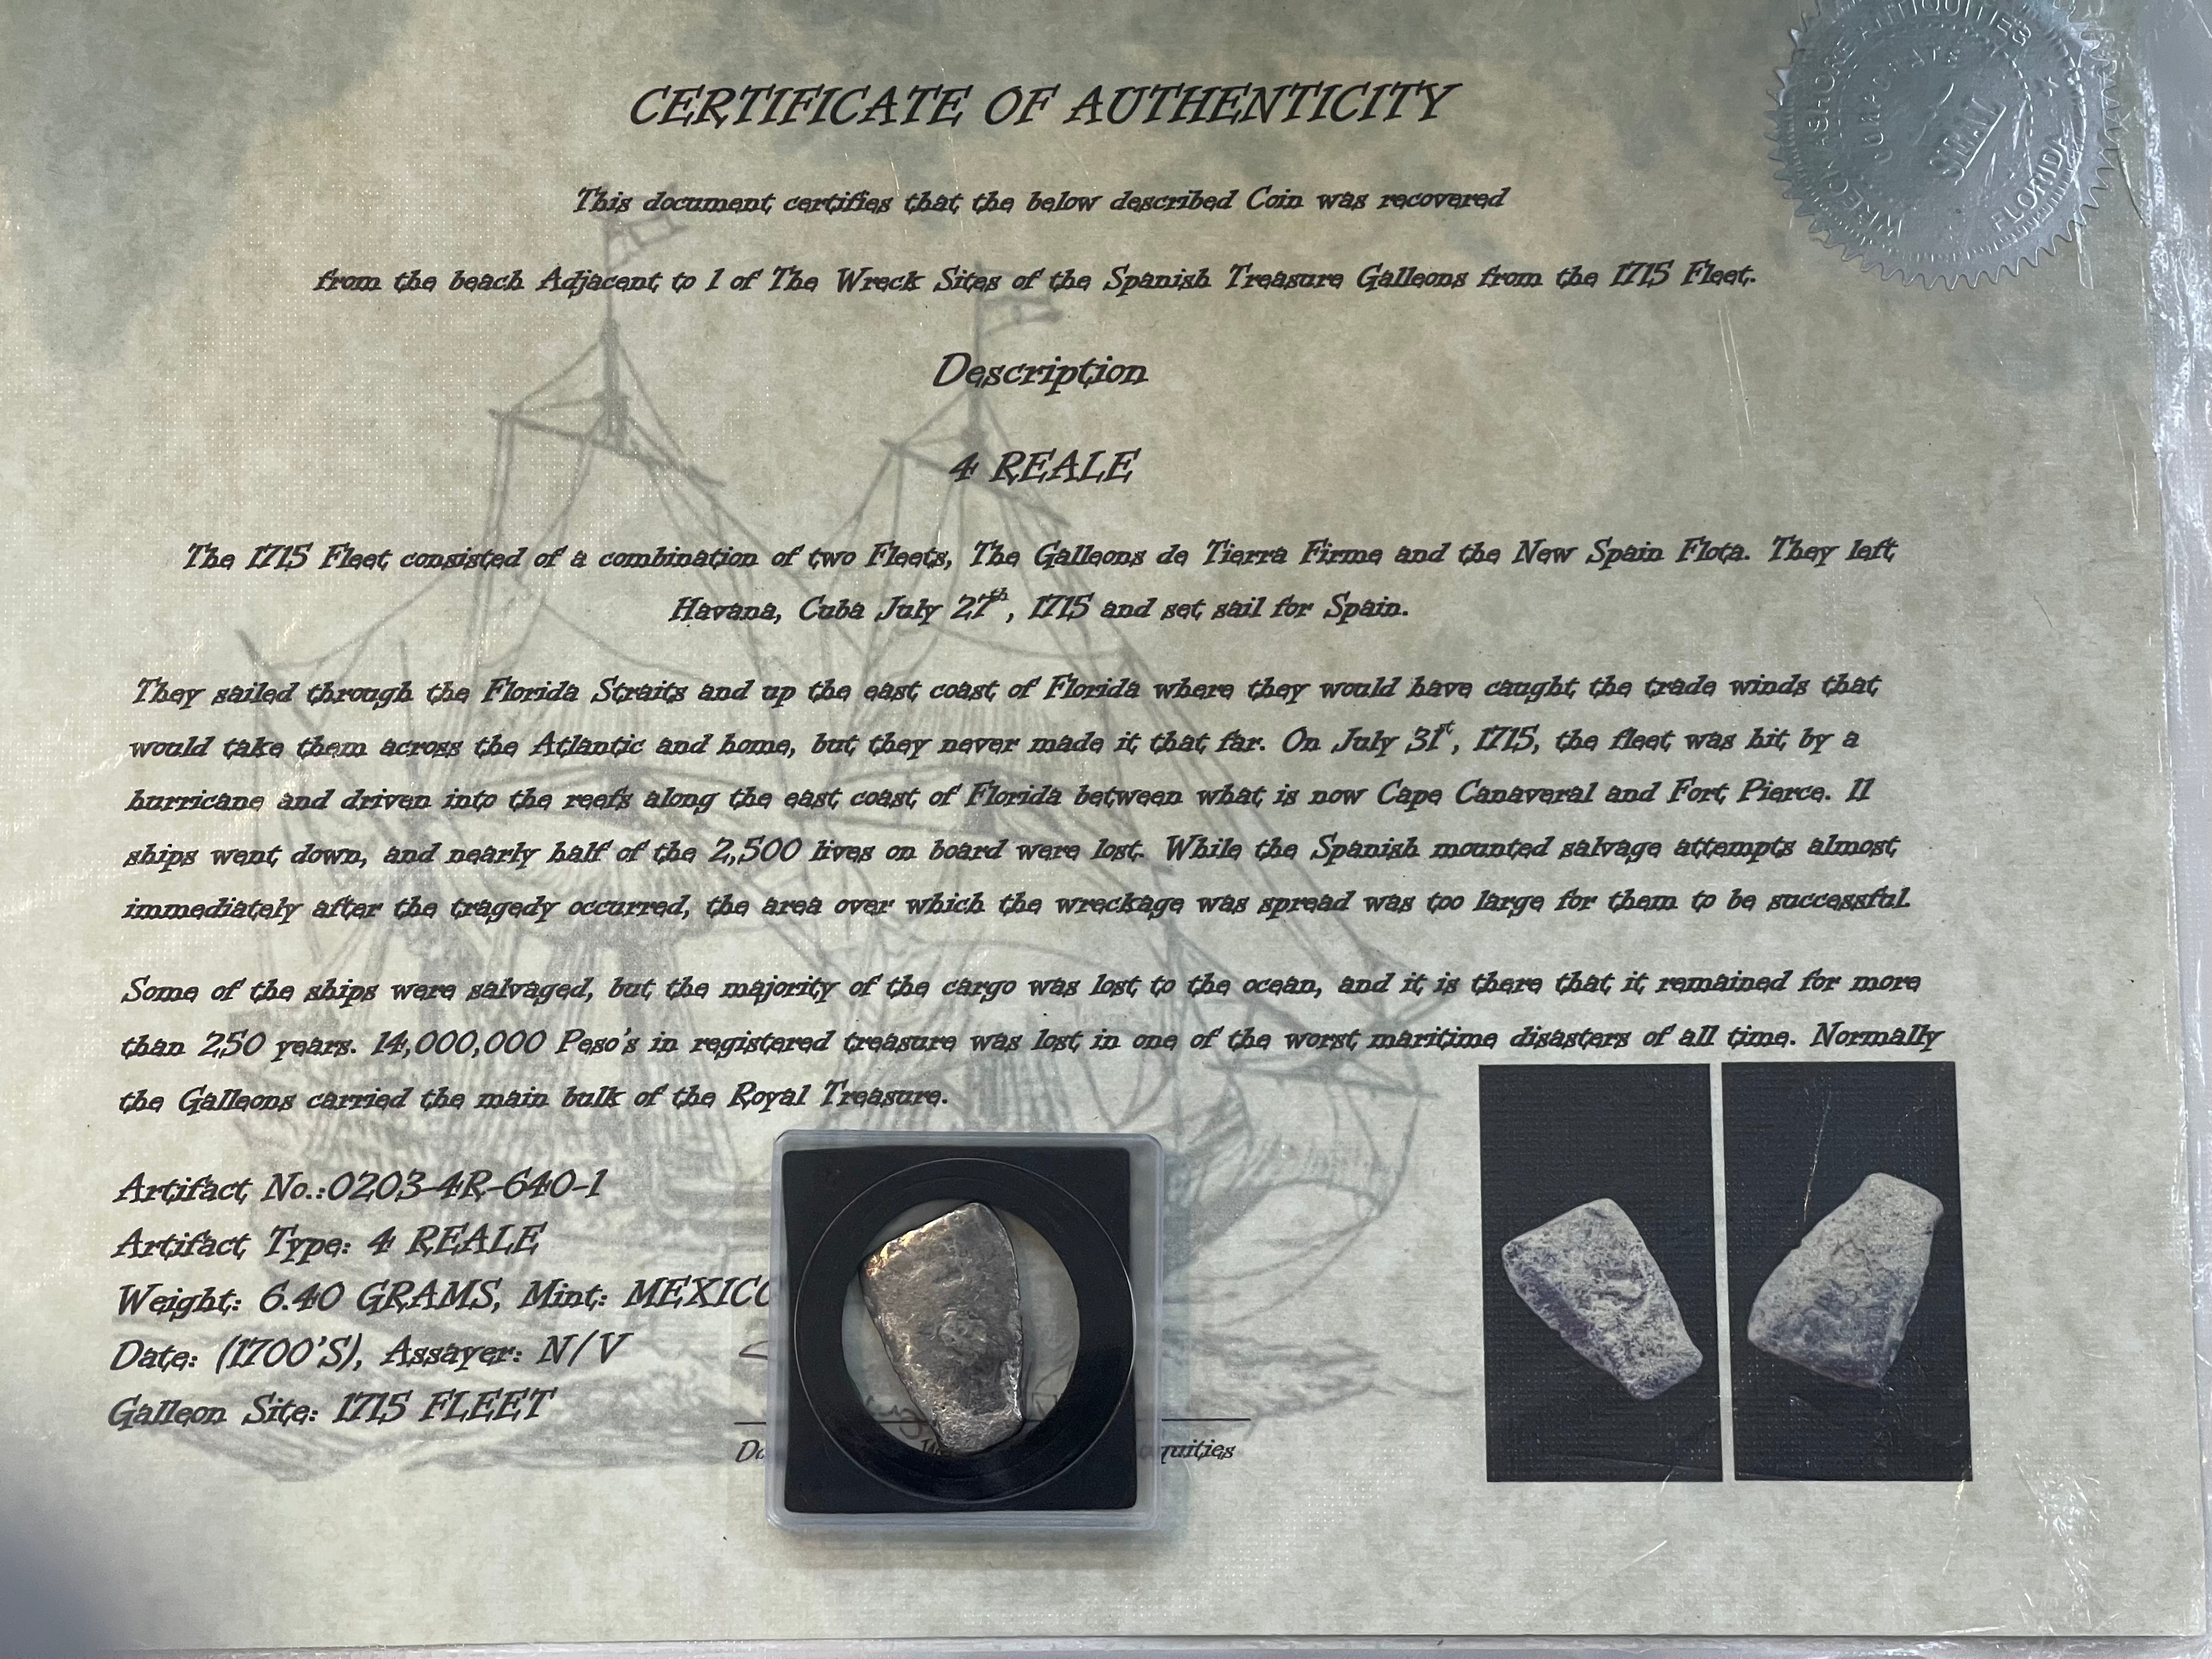 CERTIFICATE OF AUTHENTICITY
WRECK ASHORE ANTIQUITIES
FLORIDA
This document certifies that the below described Coin was recovered
from the beach Adjacent to 1 of The Wreck Sites of the Spanish Treasure Galleons from the 1715 Fleet.
Description
4 REALE
The 1715 Fleet consisted of a combination of two Fleets, The Galleons de Tierra Firme and the New Spain Flota. They left
Havana, Cuba July 27th, 1715 and set sail for Spain.
They sailed through the Florida Straits and up the east coast of Florida where they would have caught the trade winds that
would take them across the Atlantic and home, but they never made it that far. On July 31st, 1715, the fleet was hit by a
hurricane and driven into the reefs along the east coast of Florida between what is now Cape Canaveral and Fort Pierce. 11
ships went down, and nearly half of the 2,500 lives on board were lost. While the Spanish mounted salvage attempts almost
immediately after the tragedy occurred, the area over which the wreckage was spread was too large for them to be successful.
Some of the ships were salvaged, but the majority of the cargo was lost to the ocean, and it is there that it remained for more
than 250 years. 14,000,000 Peso's in registered treasure was lost in one of the worst maritime disasters of all time. Normally
the Galleons carried the main bulk of the Royal Treasure.
Artifact No.:0203-4R-640-1
Artifact Type: 4 REALE
Weight: 6.40 GRAMS, Mint: MEXICO
Date: (1700'S), Assayer: N/V
Galleon Site: 1715 FLEET